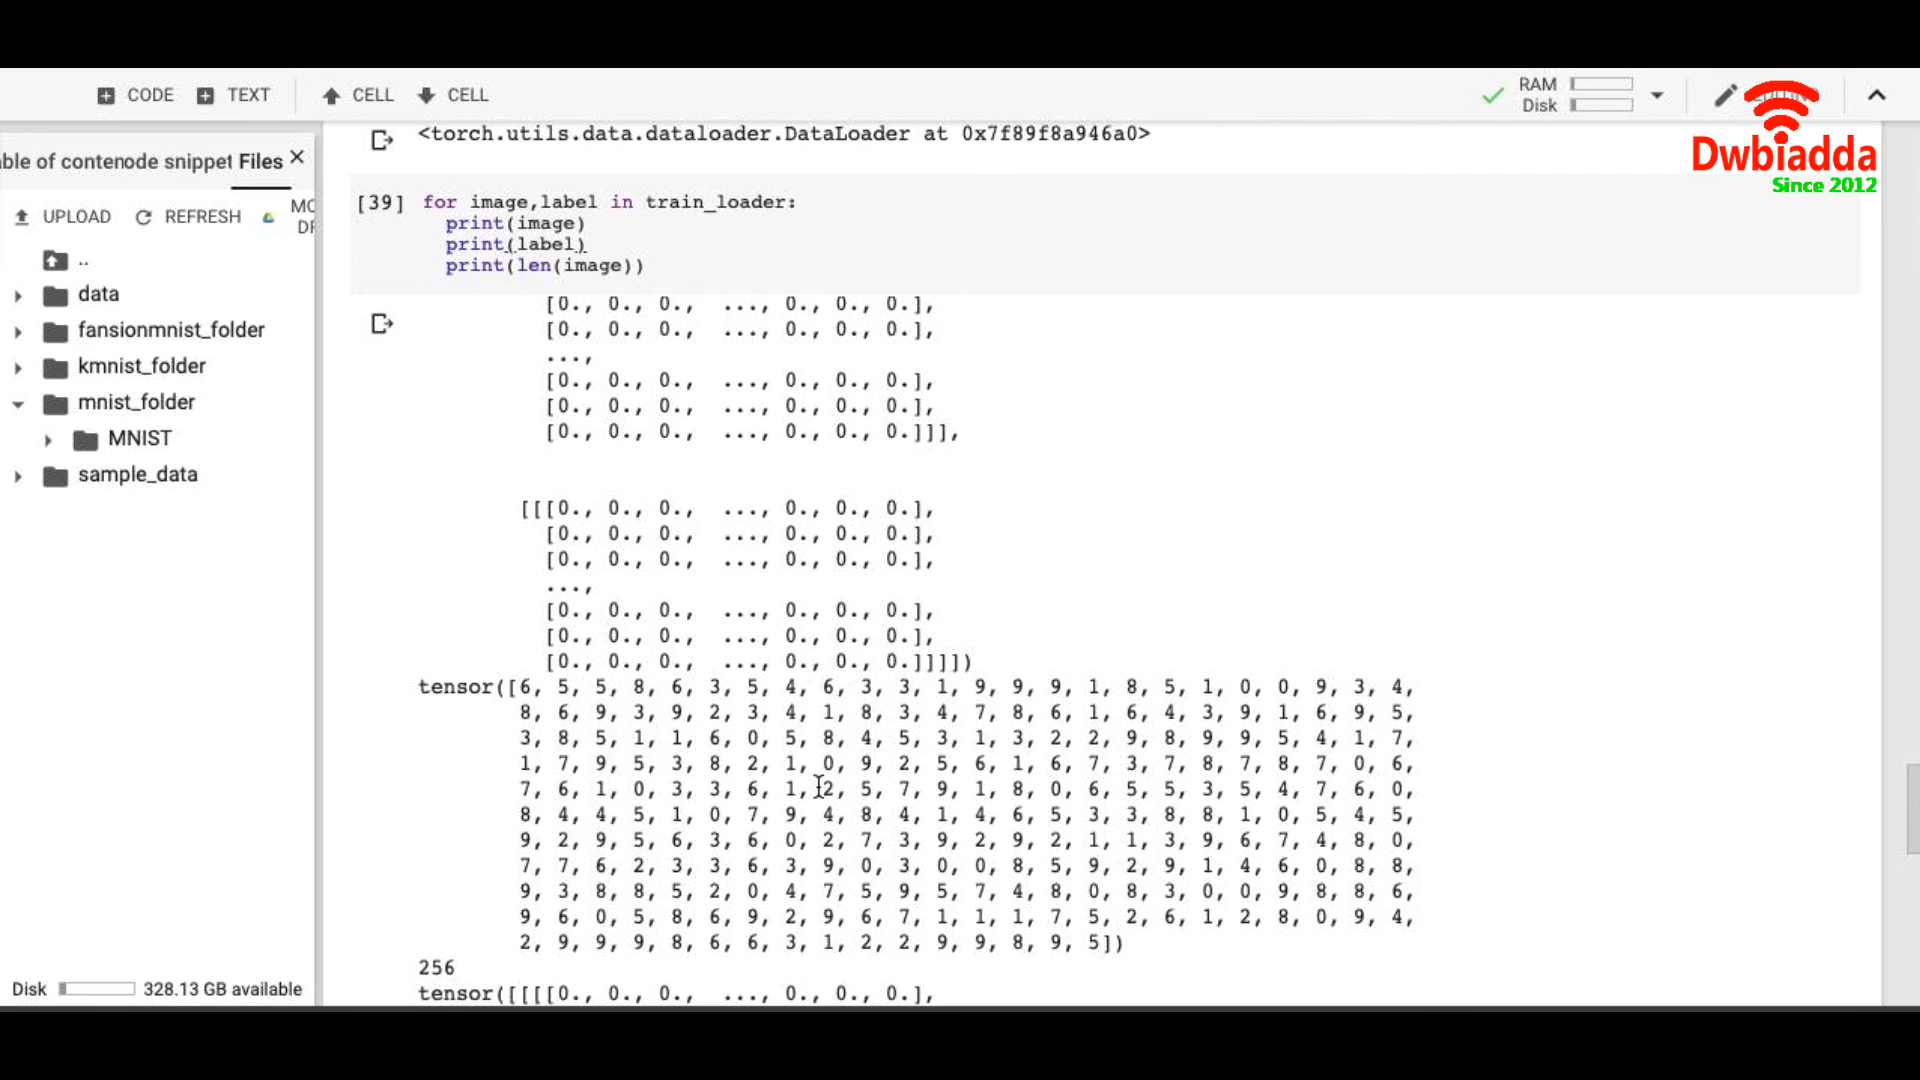 CODE TEXT CELL CELL
RAM
Disk
Dwbiadda
Since 2012
ble of conten ode snippet Files
UPLOAD REFRESH
..
data
fansionmnist_folder
kmnist_folder
mnist_folder
MNIST
sample_data
Disk 328.13 GB available
<torch.utils.data.dataloader.DataLoader at 0x7f89f8a946a0>
[39] for image,label in train_loader:
print(image)
print(label)
print(len(image))
[0., 0., 0., ..., 0., 0., 0.],
[0., 0., 0., ..., 0., 0., 0.],
...,
[0., 0., 0., ..., 0., 0., 0.],
[0., 0., 0., ..., 0., 0., 0.],
[0., 0., 0., ..., 0., 0., 0.]]],
[[[0., 0., 0., ..., 0., 0., 0.],
[0., 0., 0., ..., 0., 0., 0.],
[0., 0., 0., ..., 0., 0., 0.],
...,
[0., 0., 0., ..., 0., 0., 0.],
[0., 0., 0., ..., 0., 0., 0.],
[0., 0., 0., ..., 0., 0., 0.]]]])
tensor([6, 5, 5, 8, 6, 3, 5, 4, 6, 3, 3, 1, 9, 9, 9, 1, 8, 5, 1, 0, 0, 9, 3, 4,
8, 6, 9, 3, 9, 2, 3, 4, 1, 8, 3, 4, 7, 8, 6, 1, 6, 4, 3, 9, 1, 6, 9, 5,
3, 8, 5, 1, 1, 6, 0, 5, 8, 4, 5, 3, 1, 3, 2, 2, 9, 8, 9, 9, 5, 4, 1, 7,
1, 7, 9, 5, 3, 8, 2, 1, 0, 9, 2, 5, 6, 1, 6, 7, 3, 7, 8, 7, 8, 7, 0, 6,
7, 6, 1, 0, 3, 3, 6, 1, 2, 5, 7, 9, 1, 8, 0, 6, 5, 5, 3, 5, 4, 7, 6, 0,
8, 4, 4, 5, 1, 0, 7, 9, 4, 8, 4, 1, 4, 6, 5, 3, 3, 8, 8, 1, 0, 5, 4, 5,
9, 2, 9, 5, 6, 3, 6, 0, 2, 7, 3, 9, 2, 9, 2, 1, 1, 3, 9, 6, 7, 4, 8, 0,
7, 7, 6, 2, 3, 3, 6, 3, 9, 0, 3, 0, 0, 8, 5, 9, 2, 9, 1, 4, 6, 0, 8, 8,
9, 3, 8, 8, 5, 2, 0, 4, 7, 5, 9, 5, 7, 4, 8, 0, 8, 3, 0, 0, 9, 8, 8, 6,
9, 6, 0, 5, 8, 6, 9, 2, 9, 6, 7, 1, 1, 1, 7, 5, 2, 6, 1, 2, 8, 0, 9, 4,
2, 9, 9, 9, 8, 6, 6, 3, 1, 2, 2, 9, 9, 8, 9, 5])
256
tensor([[[[0., 0., 0., ..., 0., 0., 0.],